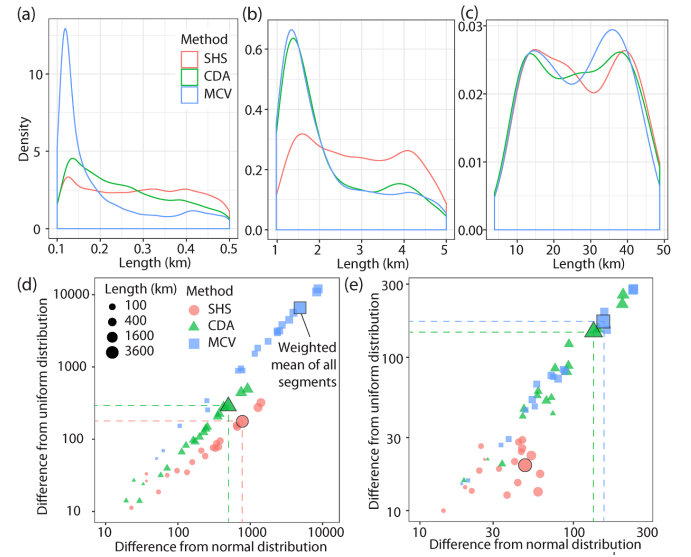 (a)
(b)
(c)
Method
SHS
CDA
MCV
Density
10
5
0
0.1
0.2
0.3
0.4
0.5
Length (km)
0.6
0.4
0.2
0.0
1
2
3
4
5
Length (km)
0.03
0.02
0.01
0.00
10
20
30
40
50
Length (km)
(d)
(e)
Length (km)
100
400
1600
3600
Method
SHS
CDA
MCV
Weighted
mean of all
segments
Difference from uniform distribution
10000
1000
100
10
10
100
1000
10000
Difference from normal distribution
Difference from uniform distribution
300
100
30
10
10
30
100
300
Difference from normal distribution